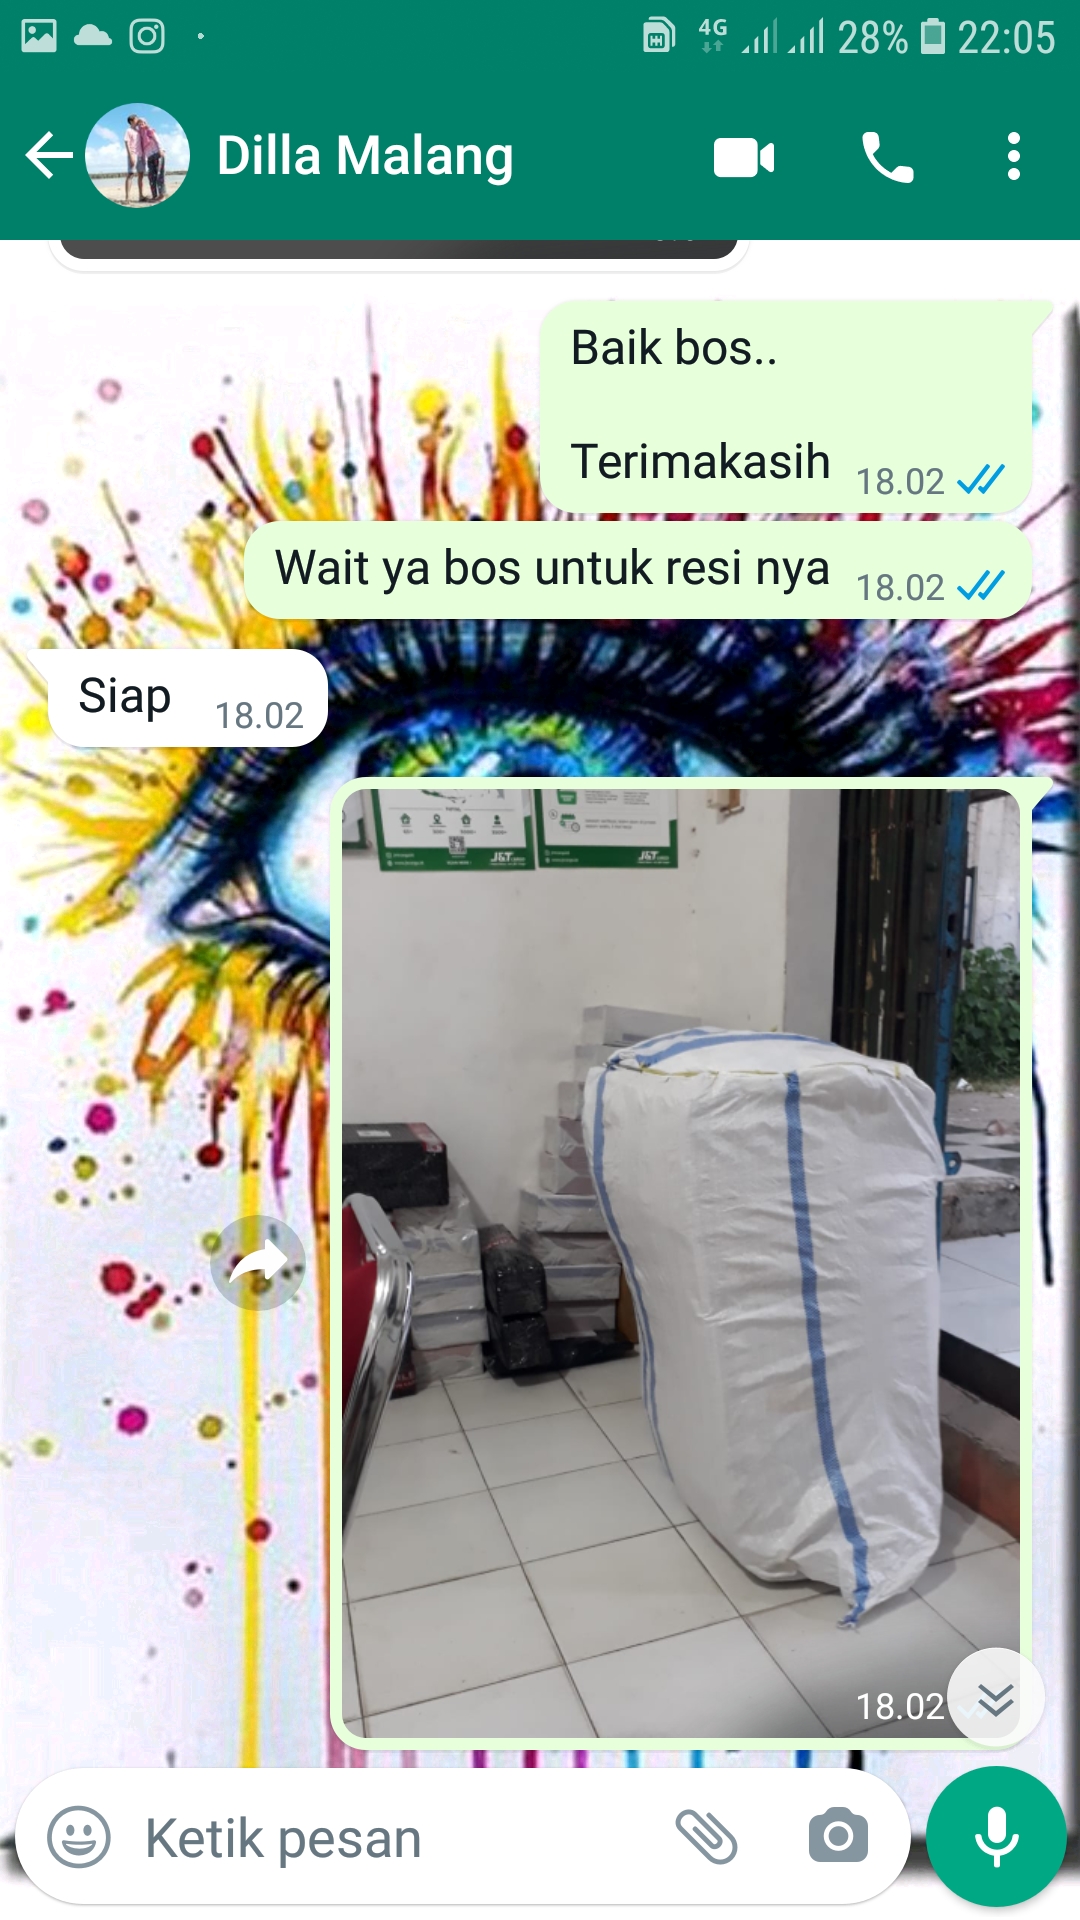 4G 28% 22:05
Dilla Malang
Baik bos..
Terimakasih 18.02
Wait ya bos untuk resi nya 18.02
Siap 18.02
J&T J&T
18.02
Ketik pesan